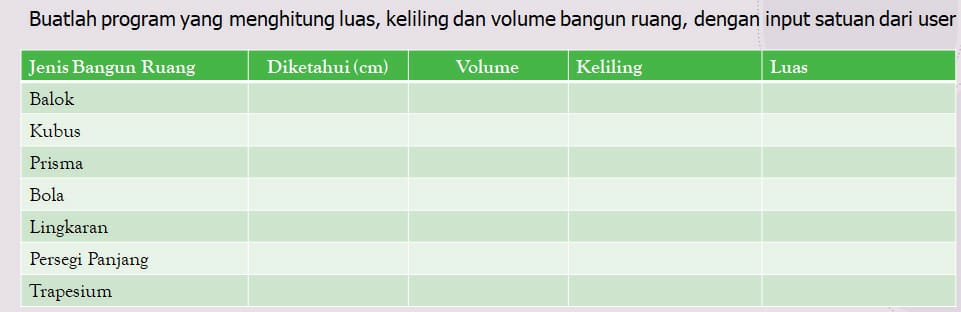 Buatlah program yang menghitung luas, keliling dan volume bangun ruang, dengan input satuan dari user
Jenis Bangun Ruang Diketahui (cm) Volume Keliling Luas
Balok
Kubus
Prisma
Bola
Lingkaran
Persegi Panjang
Trapesium